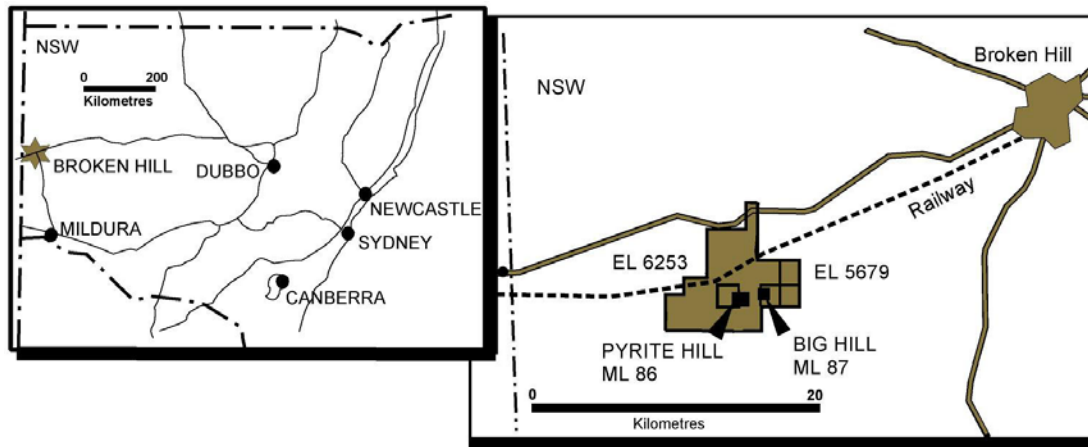 NSW
0 200
Kilometres
BROKEN HILL
DUBBO
NEWCASTLE
MILDURA
SYDNEY
CANBERRA
Broken Hill
NSW
Railway
EL 6253
EL 5679
PYRITE HILL
ML 86
BIG HILL
ML 87
0 20
Kilometres